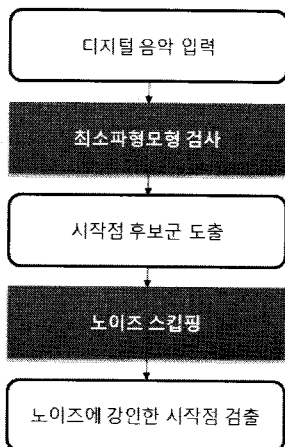 디지털 음악 입력
최소파형모형 검사
시작점 후보군 도출
노이즈 스킵핑
노이즈에 강인한 시작점 검출